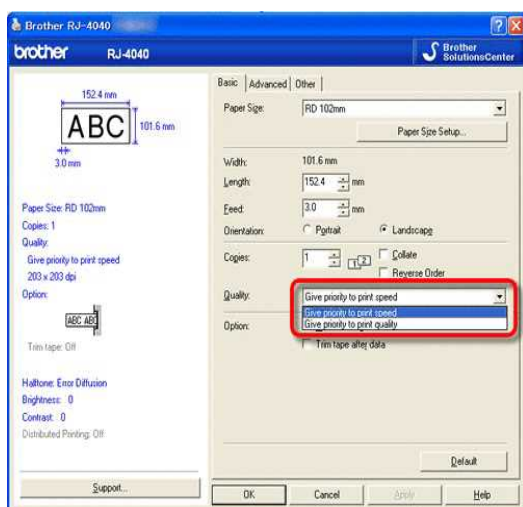 Brother RJ-4040
brother RJ-4040
Brother SolutionsCenter
152.4 mm
ABC
101.6 mm
3.0 mm
Paper Size: RD 102mm
Copies: 1
Quality:
Give priority to print speed
203 x 203 dpi
Option:
ABC ABC
Trim tape: Off
Halftone: Error Diffusion
Brightness: 0
Contrast: 0
Distributed Printing: Off
Support...
Basic Advanced Other
Paper Size: RD 102mm
Paper Size Setup...
Width: 101.6 mm
Length: 152.4 mm
Feed: 3.0 mm
Orientation: Portrait Landscape
Copies: 1 1 2 Collate
Reverse Order
Quality: Give priority to print speed
Give priority to print speed
Give priority to print quality
Option:
Trim tape after data
Default
OK Cancel Apply Help